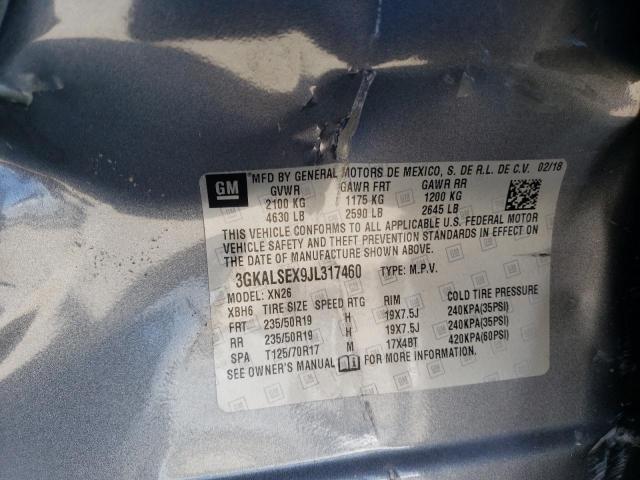 GM
MFD BY GENERAL MOTORS DE MEXICO, S. DE R.L. DE C.V. 02/18
GVWR GAWR FRT GAWR RR
2100 KG 1175 KG 1200 KG
4630 LB 2590 LB 2645 LB
THIS VEHICLE CONFORMS TO ALL APPLICABLE U.S. FEDERAL MOTOR
VEHICLE SAFETY AND THEFT PREVENTION STANDARDS IN EFFECT ON
THE DATE OF MANUFACTURE SHOWN ABOVE.
3GKALSEX9JL317460 TYPE: M.P.V.
MODEL: XN26
XBH6 TIRE SIZE SPEED RTG RIM COLD TIRE PRESSURE
FRT 235/50R19 H 19X7.5J 240KPA(35PSI)
RR 235/50R19 H 19X7.5J 240KPA(35PSI)
SPA T125/70R17 M 17X4BT 420KPA(60PSI)
SEE OWNER'S MANUAL FOR MORE INFORMATION.